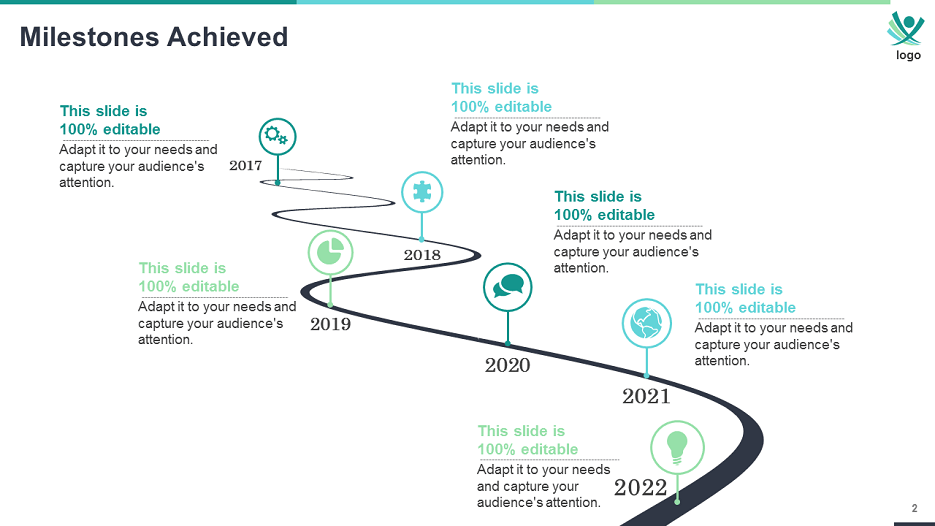 Milestones Achieved
logo
This slide is
100% editable
Adapt it to your needs and
capture your audience's
attention.
2017
This slide is
100% editable
Adapt it to your needs and
capture your audience's
attention.
2018
This slide is
100% editable
Adapt it to your needs and
capture your audience's
attention.
2019
This slide is
100% editable
Adapt it to your needs and
capture your audience's
attention.
2020
This slide is
100% editable
Adapt it to your needs and
capture your audience's
attention.
2021
This slide is
100% editable
Adapt it to your needs
and capture your
audience's attention.
2022
2